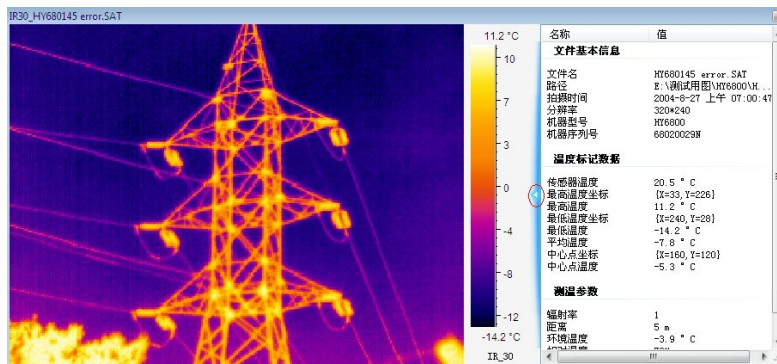 IR30_HY680145 error.SAT
11.2 °C
10
7
3
0
-4
-8
-12
-14.2 °C
IR_30
名称 值
文件基本信息
文件名 HY680145 error.SAT
路径 E:\测试用图\HY6800\H...
拍摄时间 2004-8-27 上午 07:00:47
分辨率 320*240
机器型号 HY6800
机器序列号 68020029N
温度标记数据
传感器温度 20.5 ° C
最高温度坐标 {X=33,Y=226}
最高温度 11.2 ° C
最低温度坐标 {X=240,Y=28}
最低温度 -14.2 ° C
平均温度 -7.8 ° C
中心点坐标 {X=160,Y=120}
中心点温度 -5.3 ° C
测温参数
辐射率 1
距离 5 m
环境温度 -3.9 ° C